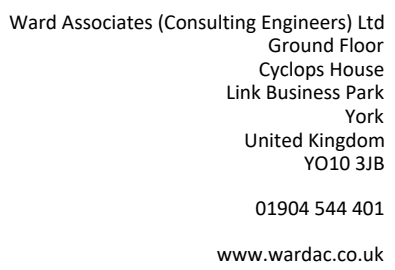 Ward Associates (Consulting Engineers) Ltd
Ground Floor
Cyclops House
Link Business Park
York
United Kingdom
YO10 3JB
01904 544 401
www.wardac.co.uk